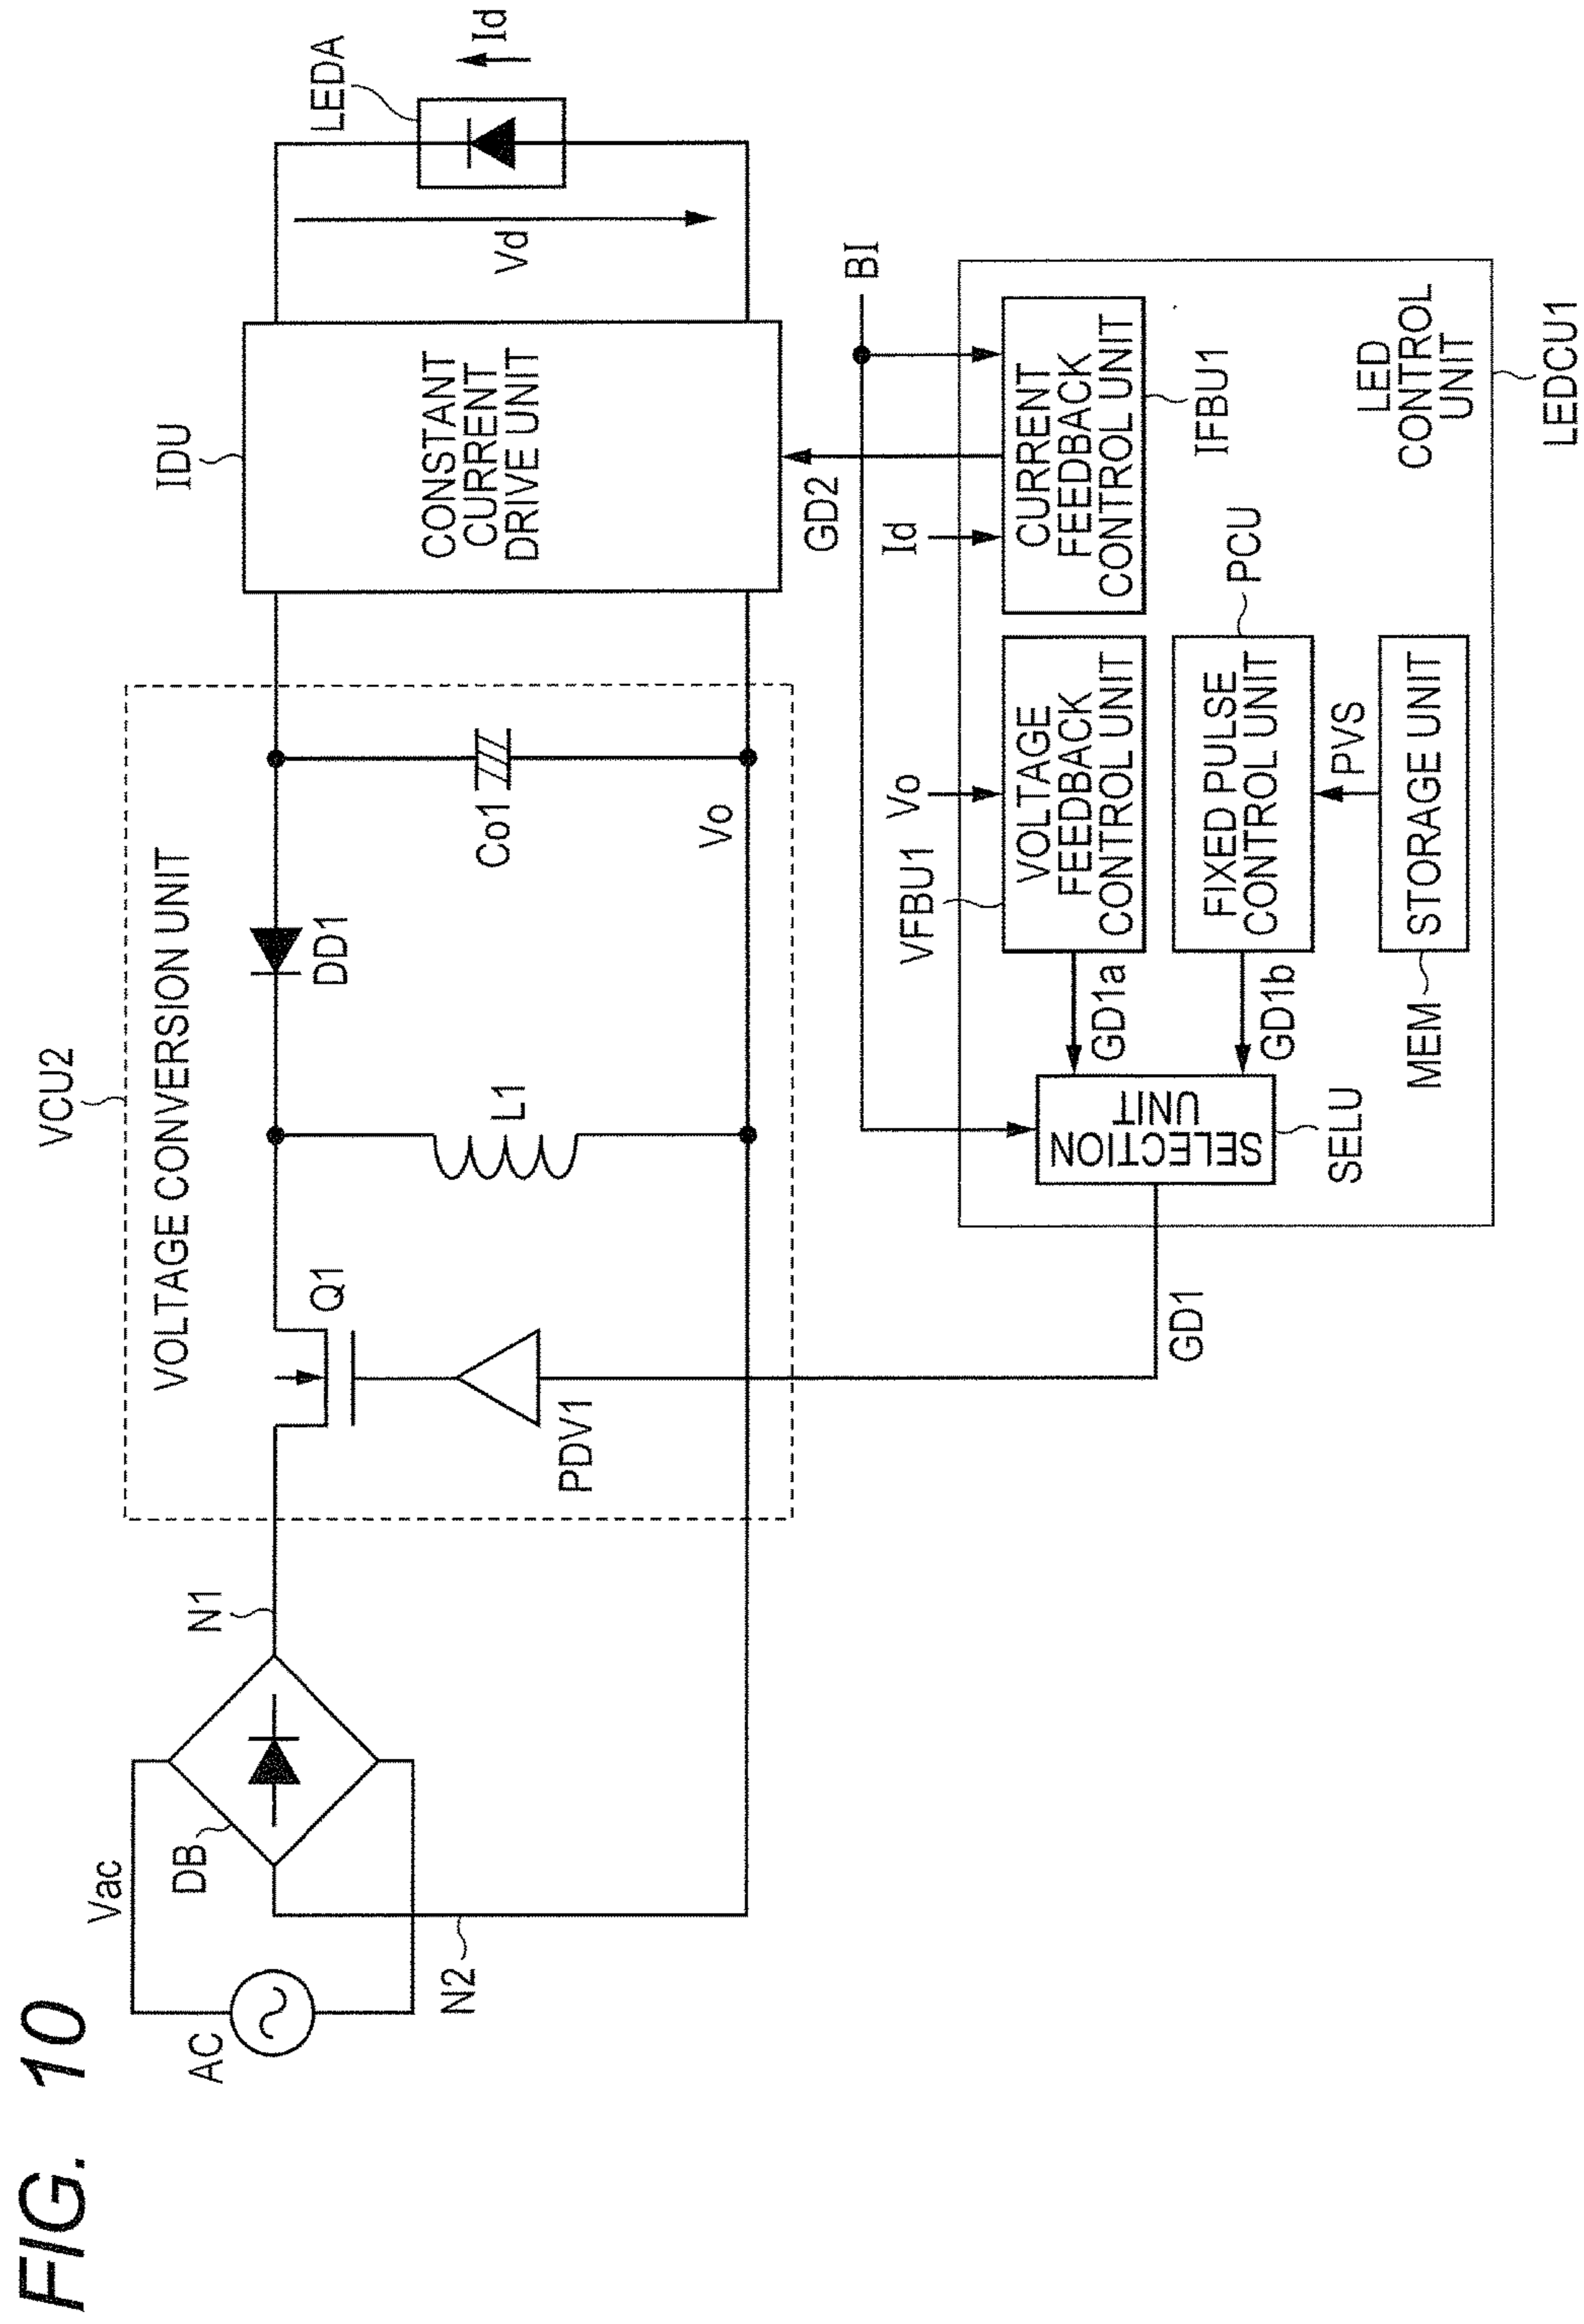 FIG. 10
VCU2
VOLTAGE CONVERSION UNIT
IDU
LEDA
Id
Vac
AC
DB
N1
N2
Q1
PDV1
DD1
L1
Co1
Vo
CONSTANT
CURRENT
DRIVE UNIT
Vd
GD2
BI
VFBU1
Vo
Id
GD1
SELECTION
UNIT
SELU
GD1a
GD1b
VOLTAGE
FEEDBACK
CONTROL UNIT
CURRENT
FEEDBACK
CONTROL UNIT
IFBU1
FIXED PULSE
CONTROL UNIT
PCU
PVS
MEM
STORAGE UNIT
LED
CONTROL
UNIT
LEDCU1